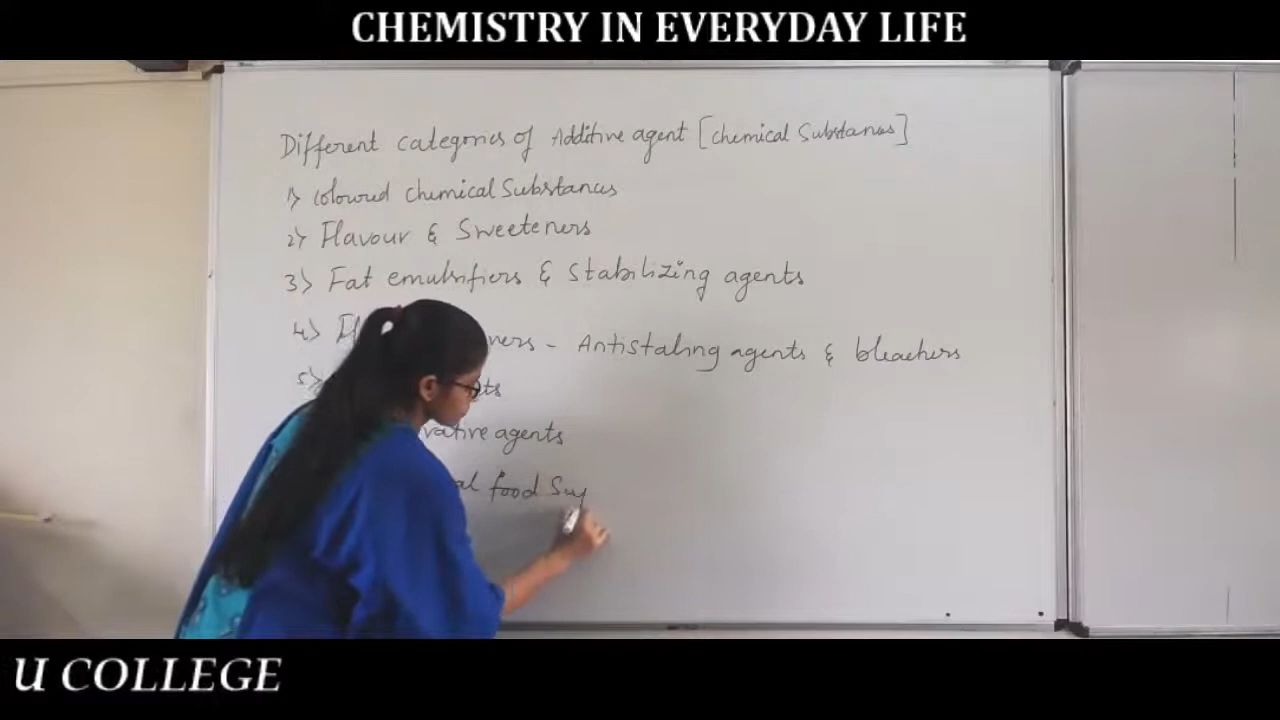 CHEMISTRY IN EVERYDAY LIFE
Different categories of Additive agent [chemical Substances]
1) Coloured Chemical Substances
2) Flavour & Sweeteners
3) Fat emulsifiers & Stabilizing agents
4) - Antistaling agents & bleachers
5)
agents
food
U COLLEGE